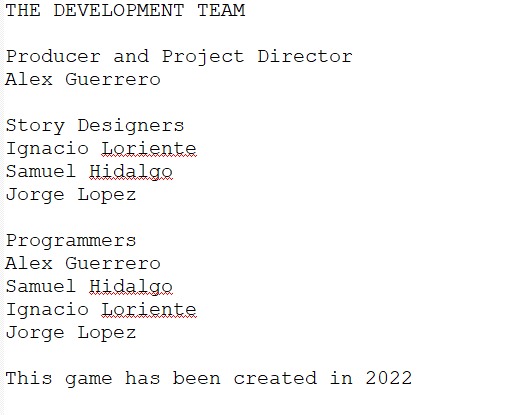 THE DEVELOPMENT TEAM
Producer and Project Director
Alex Guerrero
Story Designers
Ignacio Loriente
Samuel Hidalgo
Jorge Lopez
Programmers
Alex Guerrero
Samuel Hidalgo
Ignacio Loriente
Jorge Lopez
This game has been created in 2022